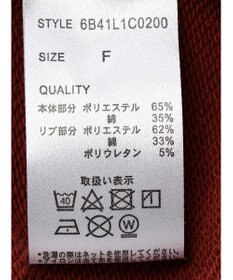 STYLE 6B41L1C0200
SIZE F
QUALITY
本体部分 ポリエステル 65%
綿 35%
リブ部分 ポリエステル 62%
綿 33%
ポリウレタン 5%
取扱い表示
40
W